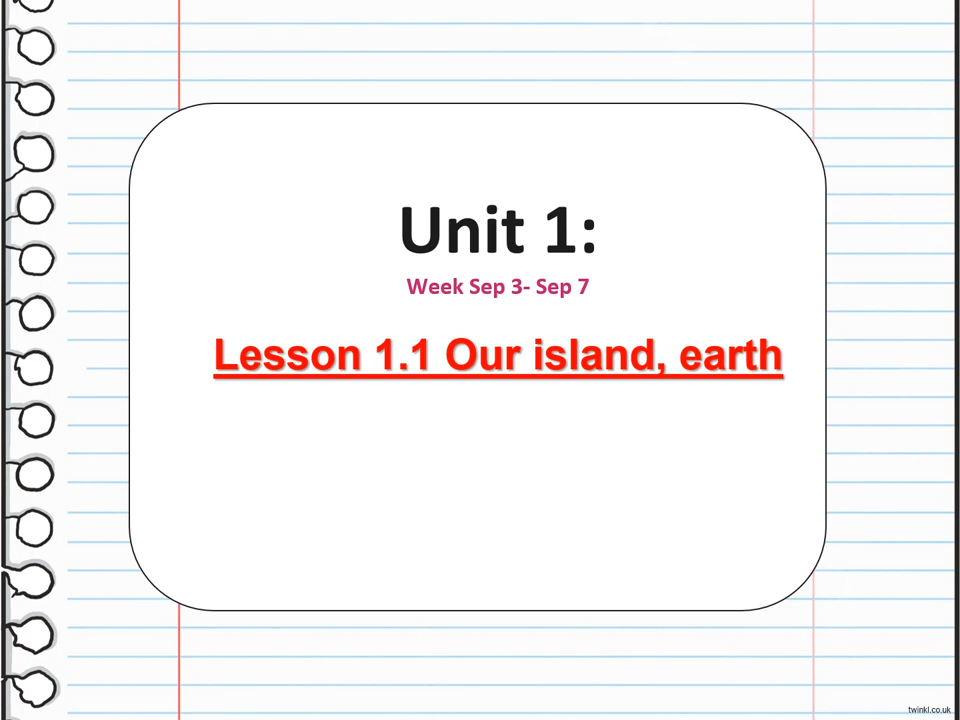 Unit 1:
Week Sep 3- Sep 7
Lesson 1.1 Our island, earth
twinkl.co.uk